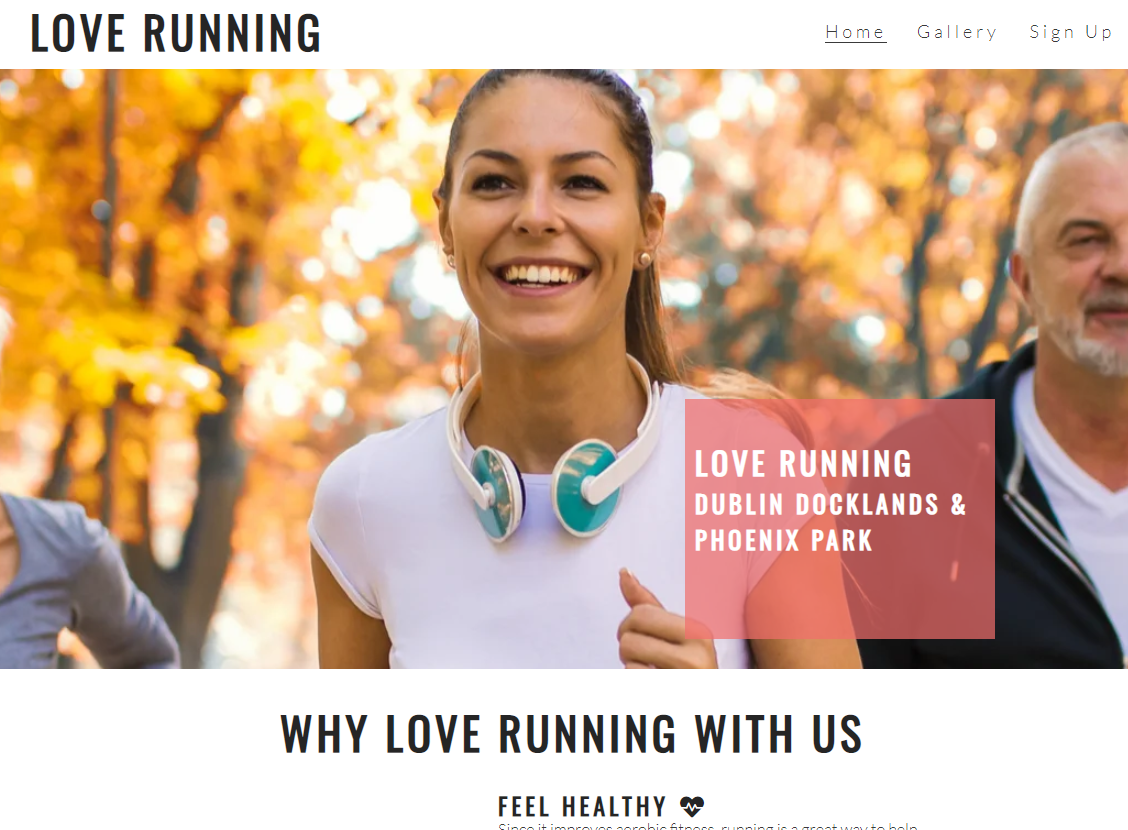 LOVE RUNNING
Home Gallery Sign Up
LOVE RUNNING
DUBLIN DOCKLANDS &
PHOENIX PARK
WHY LOVE RUNNING WITH US
FEEL HEALTHY
Since it improves aerobic fitness, running is a great way to help